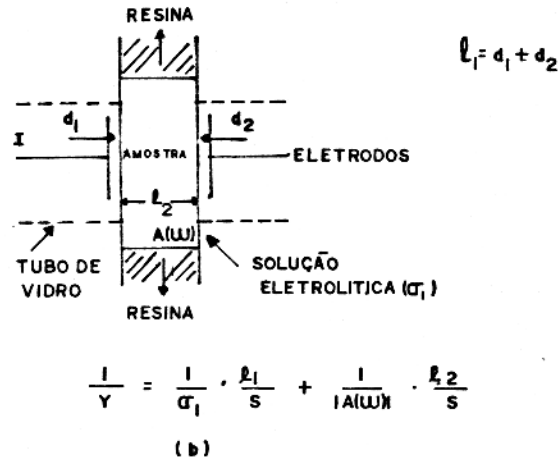 RESINA
ℓ₁ = d₁ + d₂
d₁
d₂
I
AMOSTRA
ELETRODOS
ℓ₂
A(ω)
TUBO DE
VIDRO
SOLUÇÃO
ELETROLITICA (σ₁)
RESINA
1/Y = 1/σ₁ · ℓ₁/S + 1/|A(ω)| · ℓ₂/S
(b)